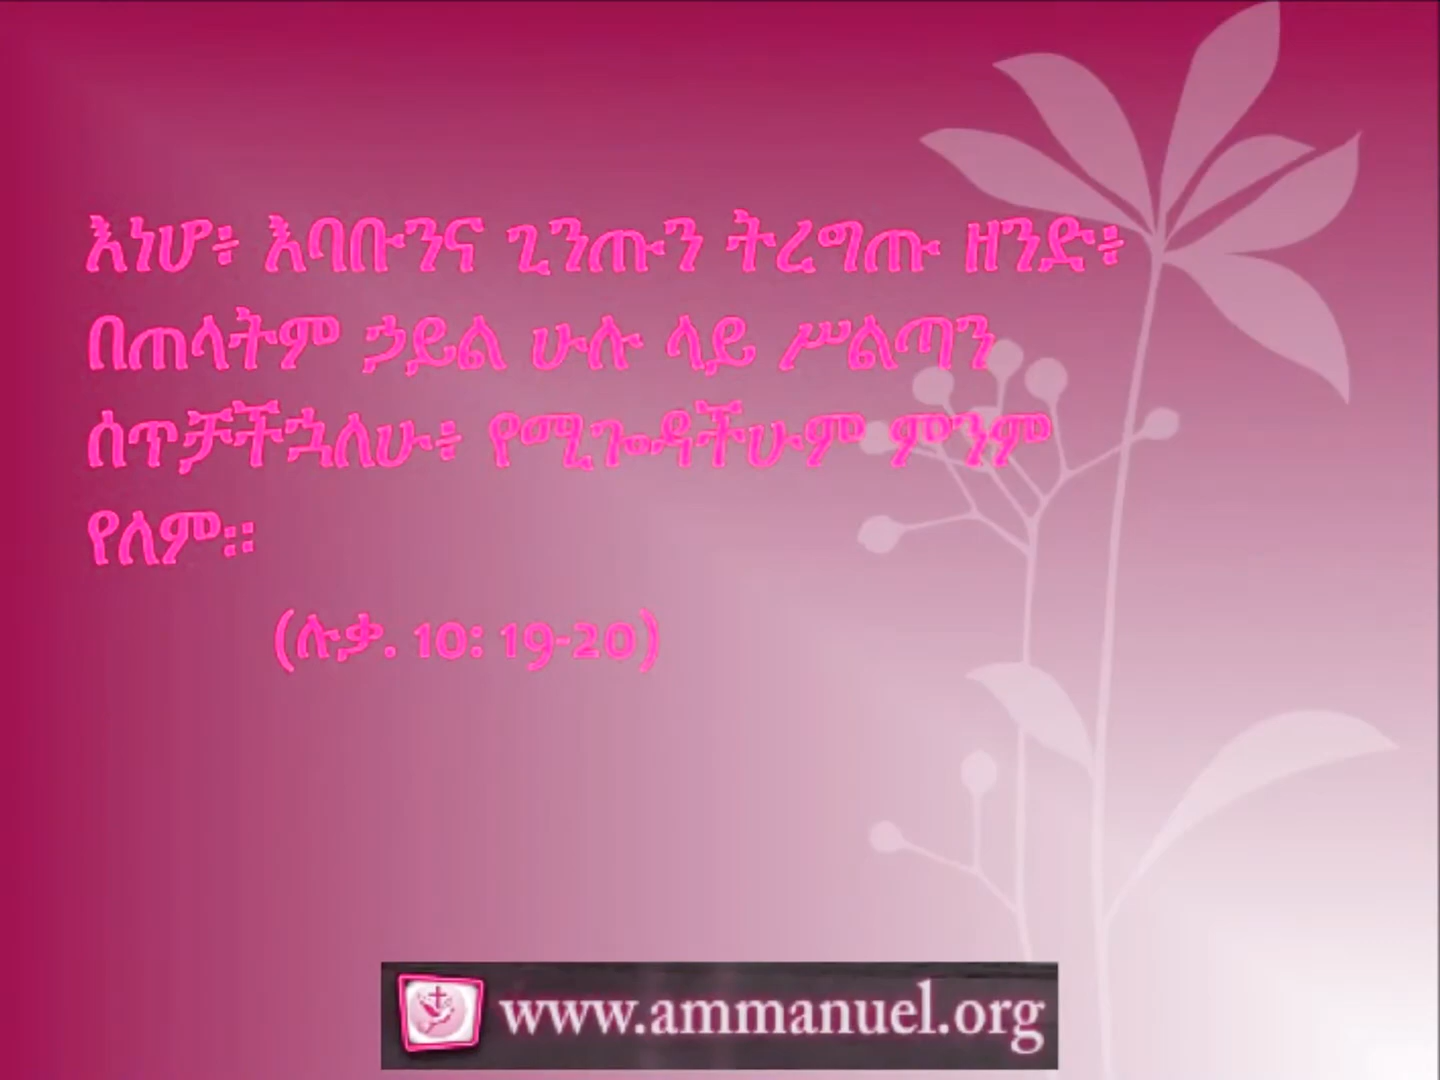 እነሆ፥ እባቡንና ጊንጡን ትረግጡ ዘንድ፥
በጠላትም ኃይል ሁሉ ላይ ሥልጣን
ሰጥቻችኋለሁ፥ የሚጐዳችሁም ምንም
የለም።
(ሉቃ. 10: 19-20)
www.ammanuel.org